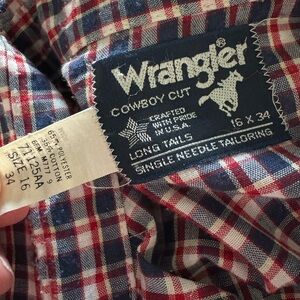 Wrangler
COWBOY CUT
CRAFTED
WITH PRIDE
IN U.S.A.
16 X 34
LONG TAILS
SINGLE NEEDLE TAILORING
65% POLYESTER
35% COTTON
71125AA
SIZE 16
34